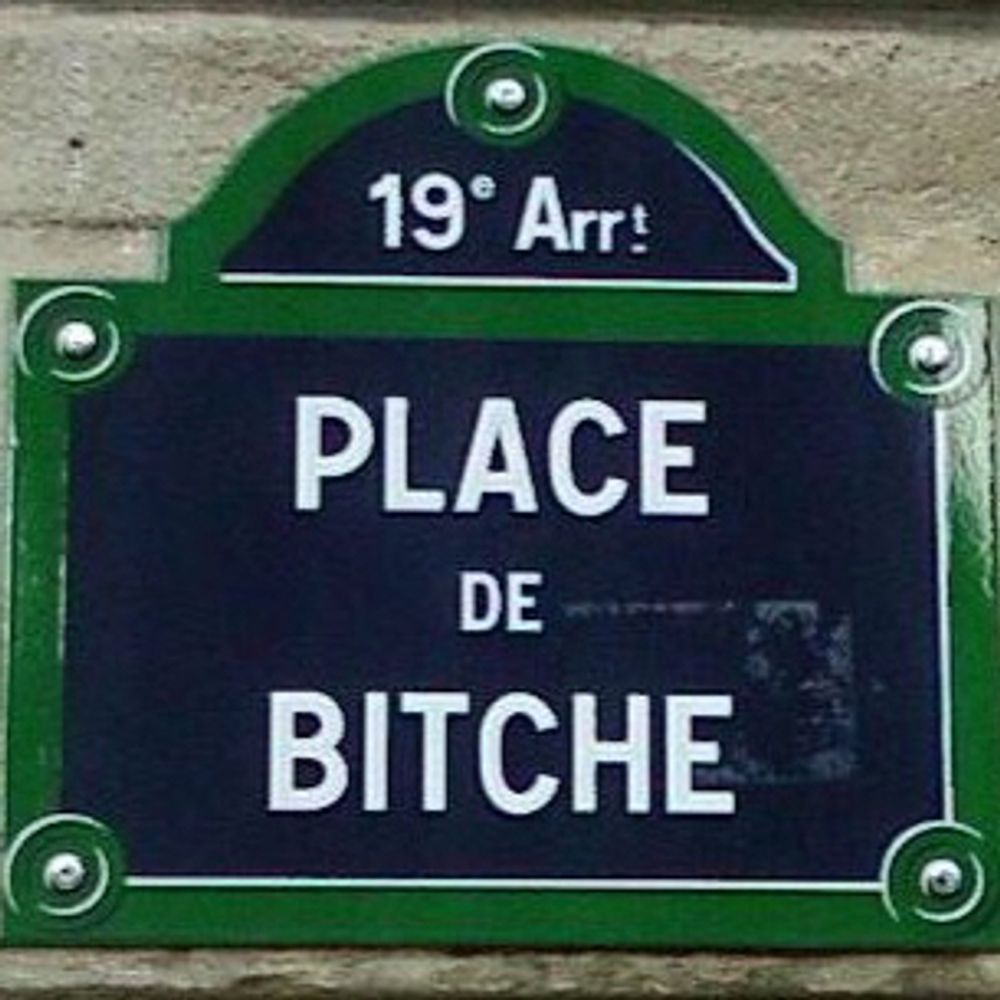 19e Arrt
PLACE
DE
BITCHE